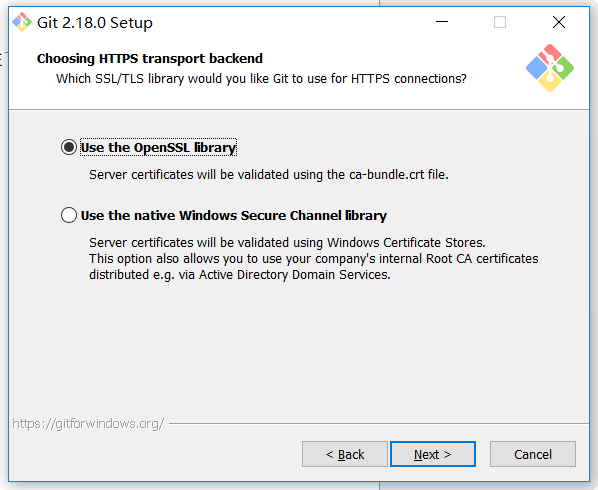 Git 2.18.0 Setup
Choosing HTTPS transport backend
Which SSL/TLS library would you like Git to use for HTTPS connections?
Use the OpenSSL library
Server certificates will be validated using the ca-bundle.crt file.
Use the native Windows Secure Channel library
Server certificates will be validated using Windows Certificate Stores.
This option also allows you to use your company's internal Root CA certificates
distributed e.g. via Active Directory Domain Services.
https://gitforwindows.org/
< Back
Next >
Cancel